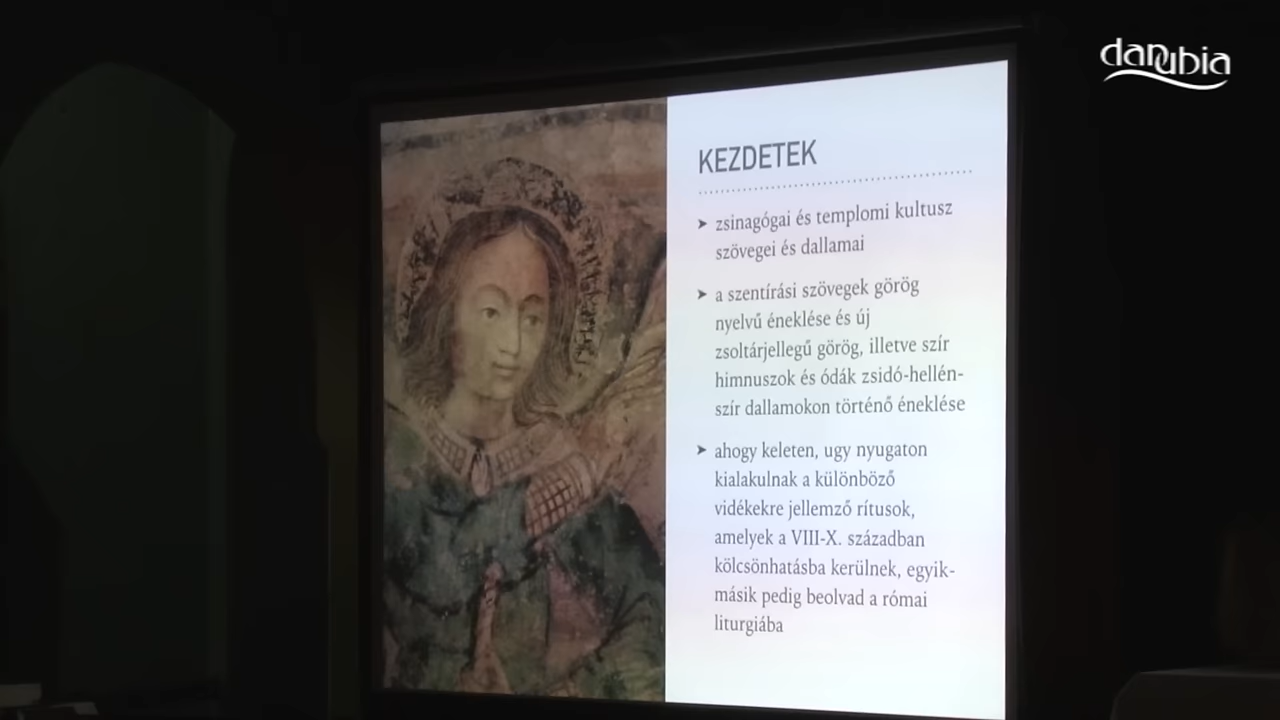 danubia
KEZDETEK
➤ zsinagógai és templomi kultusz
szövegei és dallamai
➤ a szentírási szövegek görög
nyelvű éneklése és új
zsoltárjellegű görög, illetve szír
himnuszok és ódák zsidó-hellén-
szír dallamokon történő éneklése
➤ ahogy keleten, ugy nyugaton
kialakulnak a különböző
vidékekre jellemző rítusok,
amelyek a VIII-X. században
kölcsönhatásba kerülnek, egyik-
másik pedig beolvad a római
liturgiába